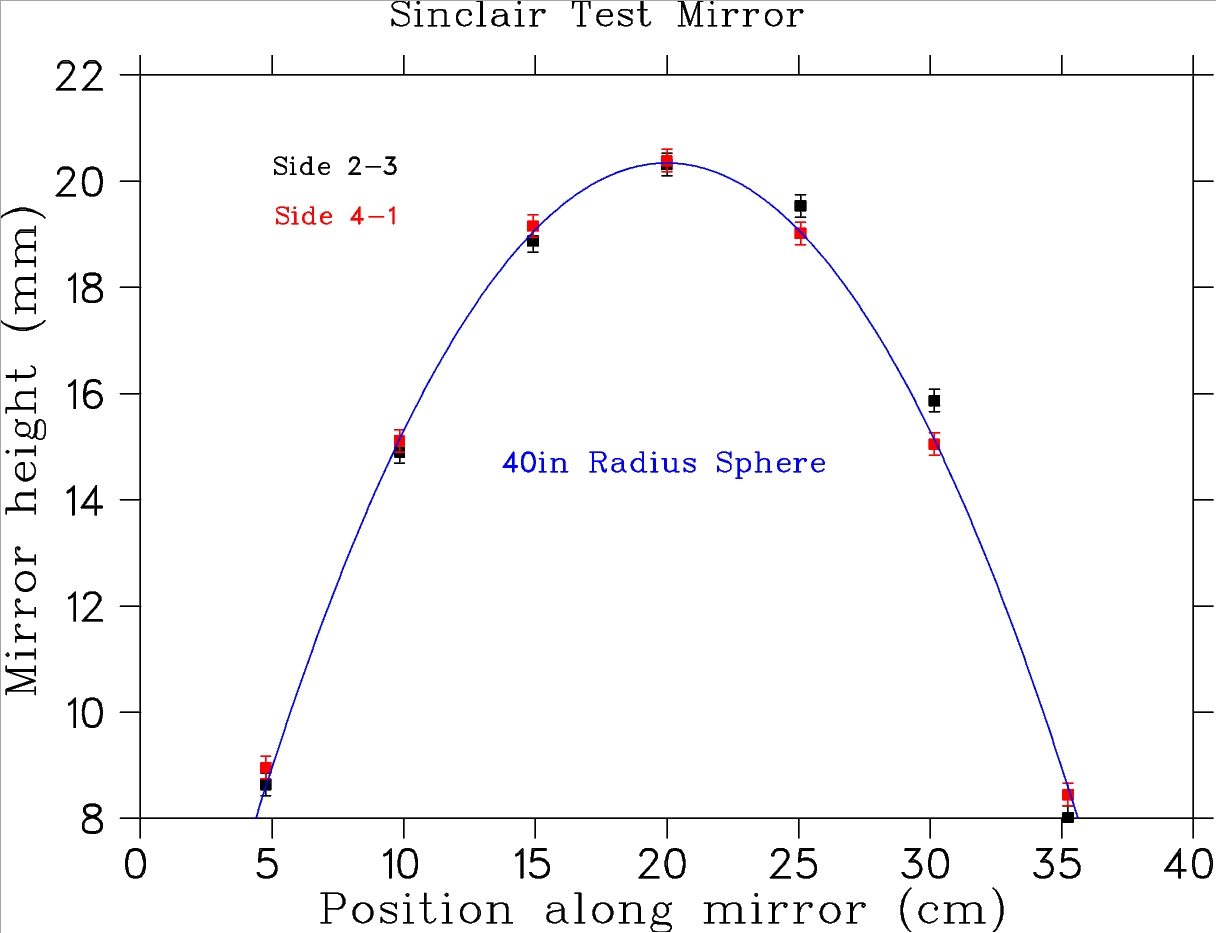 Sinclair Test Mirror
22
20
18
16
14
12
10
8
Mirror height (mm)
Side 2-3
Side 4-1
40in Radius Sphere
0 5 10 15 20 25 30 35 40
Position along mirror (cm)